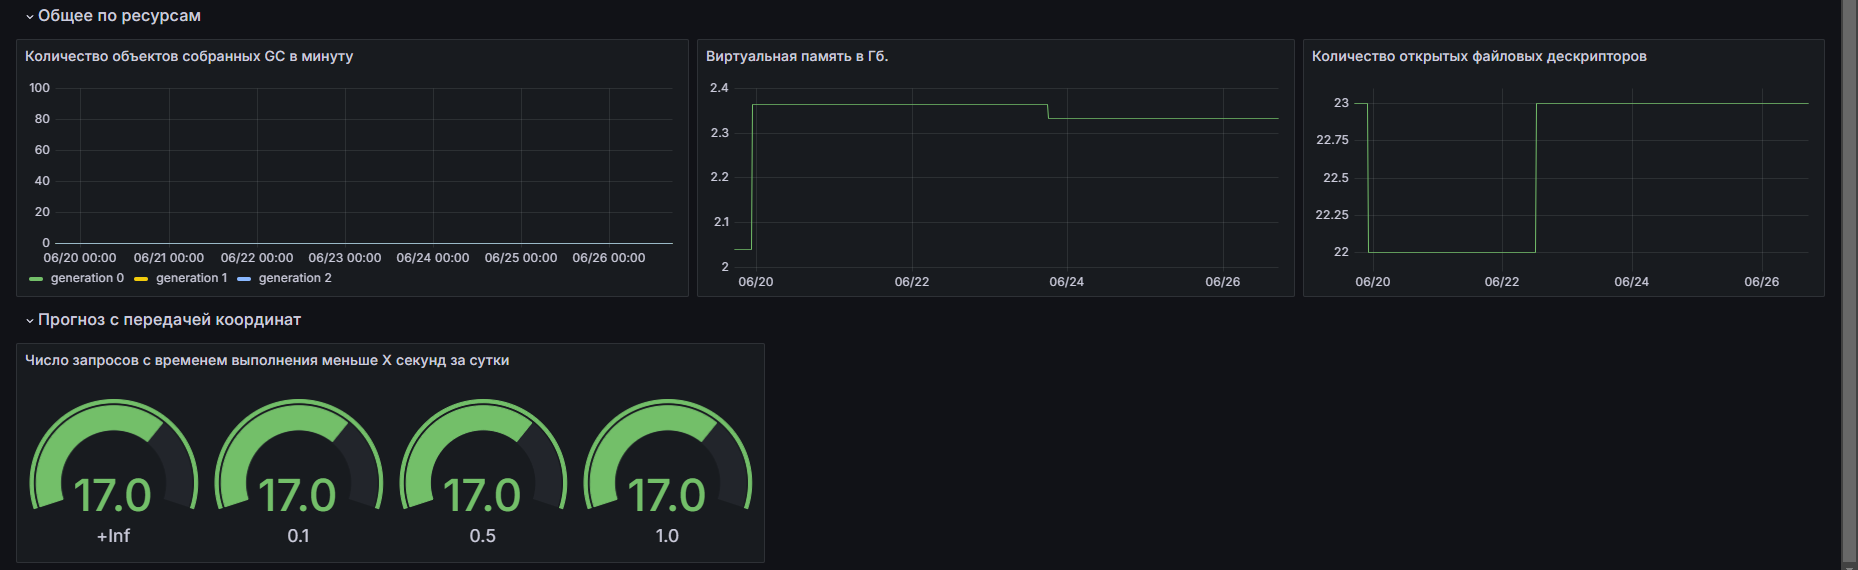 Общее по ресурсам
Количество объектов собранных GC в минуту
100
80
60
40
20
0
06/20 00:00 06/21 00:00 06/22 00:00 06/23 00:00 06/24 00:00 06/25 00:00 06/26 00:00
generation 0 generation 1 generation 2
Виртуальная память в Гб.
2.4
2.3
2.2
2.1
2
06/20 06/22 06/24 06/26
Количество открытых файловых дескрипторов
23
22.75
22.5
22.25
22
06/20 06/22 06/24 06/26
Прогноз с передачей координат
Число запросов с временем выполнения меньше X секунд за сутки
17.0 17.0 17.0 17.0
+Inf 0.1 0.5 1.0